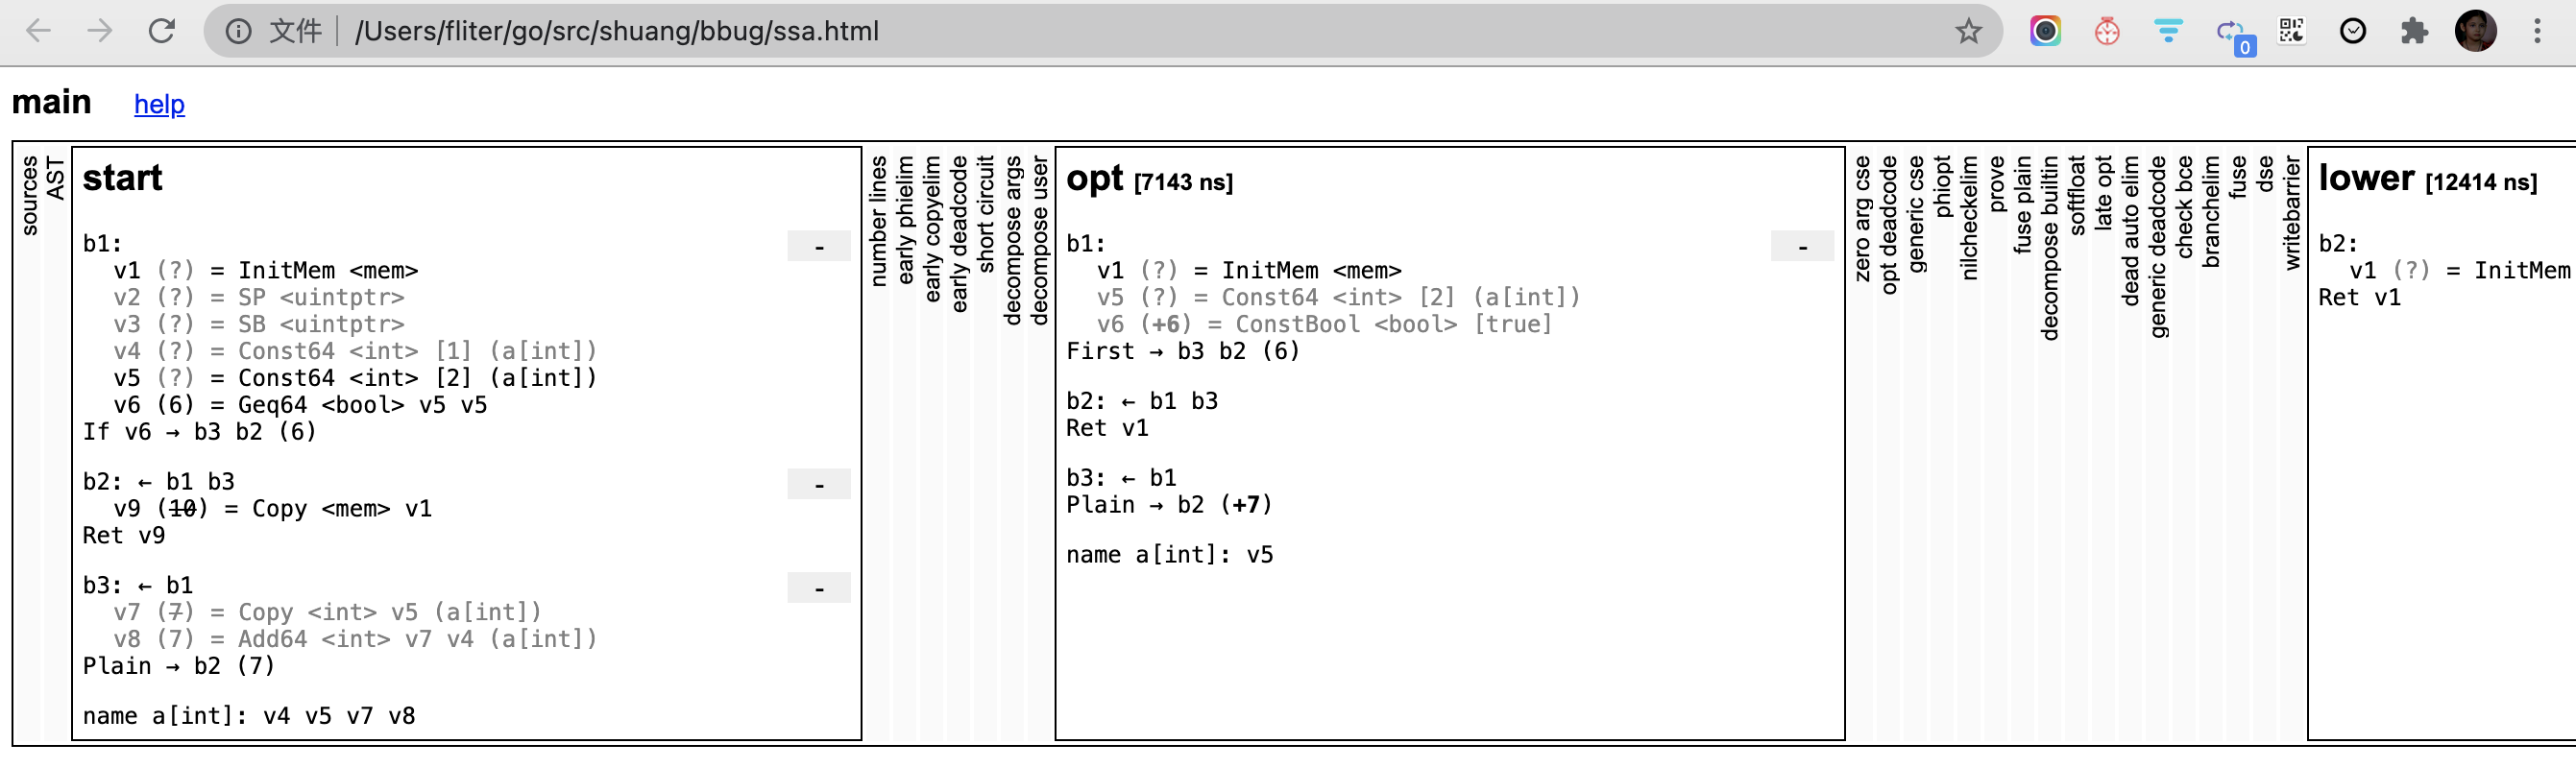 文件 /Users/fliter/go/src/shuang/bbug/ssa.html
0
main help
sources
AST
start
b1:
-
v1 (?) = InitMem <mem>
v2 (?) = SP <uintptr>
v3 (?) = SB <uintptr>
v4 (?) = Const64 <int> [1] (a[int])
v5 (?) = Const64 <int> [2] (a[int])
v6 (6) = Geq64 <bool> v5 v5
If v6 → b3 b2 (6)
b2: ← b1 b3
-
v9 (10) = Copy <mem> v1
Ret v9
b3: ← b1
-
v7 (7) = Copy <int> v5 (a[int])
v8 (7) = Add64 <int> v7 v4 (a[int])
Plain → b2 (7)
name a[int]: v4 v5 v7 v8
number lines
early phielim
early copyelim
early deadcode
short circuit
decompose args
decompose user
opt [7143 ns]
b1:
-
v1 (?) = InitMem <mem>
v5 (?) = Const64 <int> [2] (a[int])
v6 (+6) = ConstBool <bool> [true]
First → b3 b2 (6)
b2: ← b1 b3
Ret v1
b3: ← b1
Plain → b2 (+7)
name a[int]: v5
zero arg cse
opt deadcode
generic cse
phiopt
nilcheckelim
prove
fuse plain
decompose builtin
softfloat
late opt
dead auto elim
generic deadcode
check bce
branchelim
fuse
dse
writebarrier
lower [12414 ns]
b2:
v1 (?) = InitMem
Ret v1